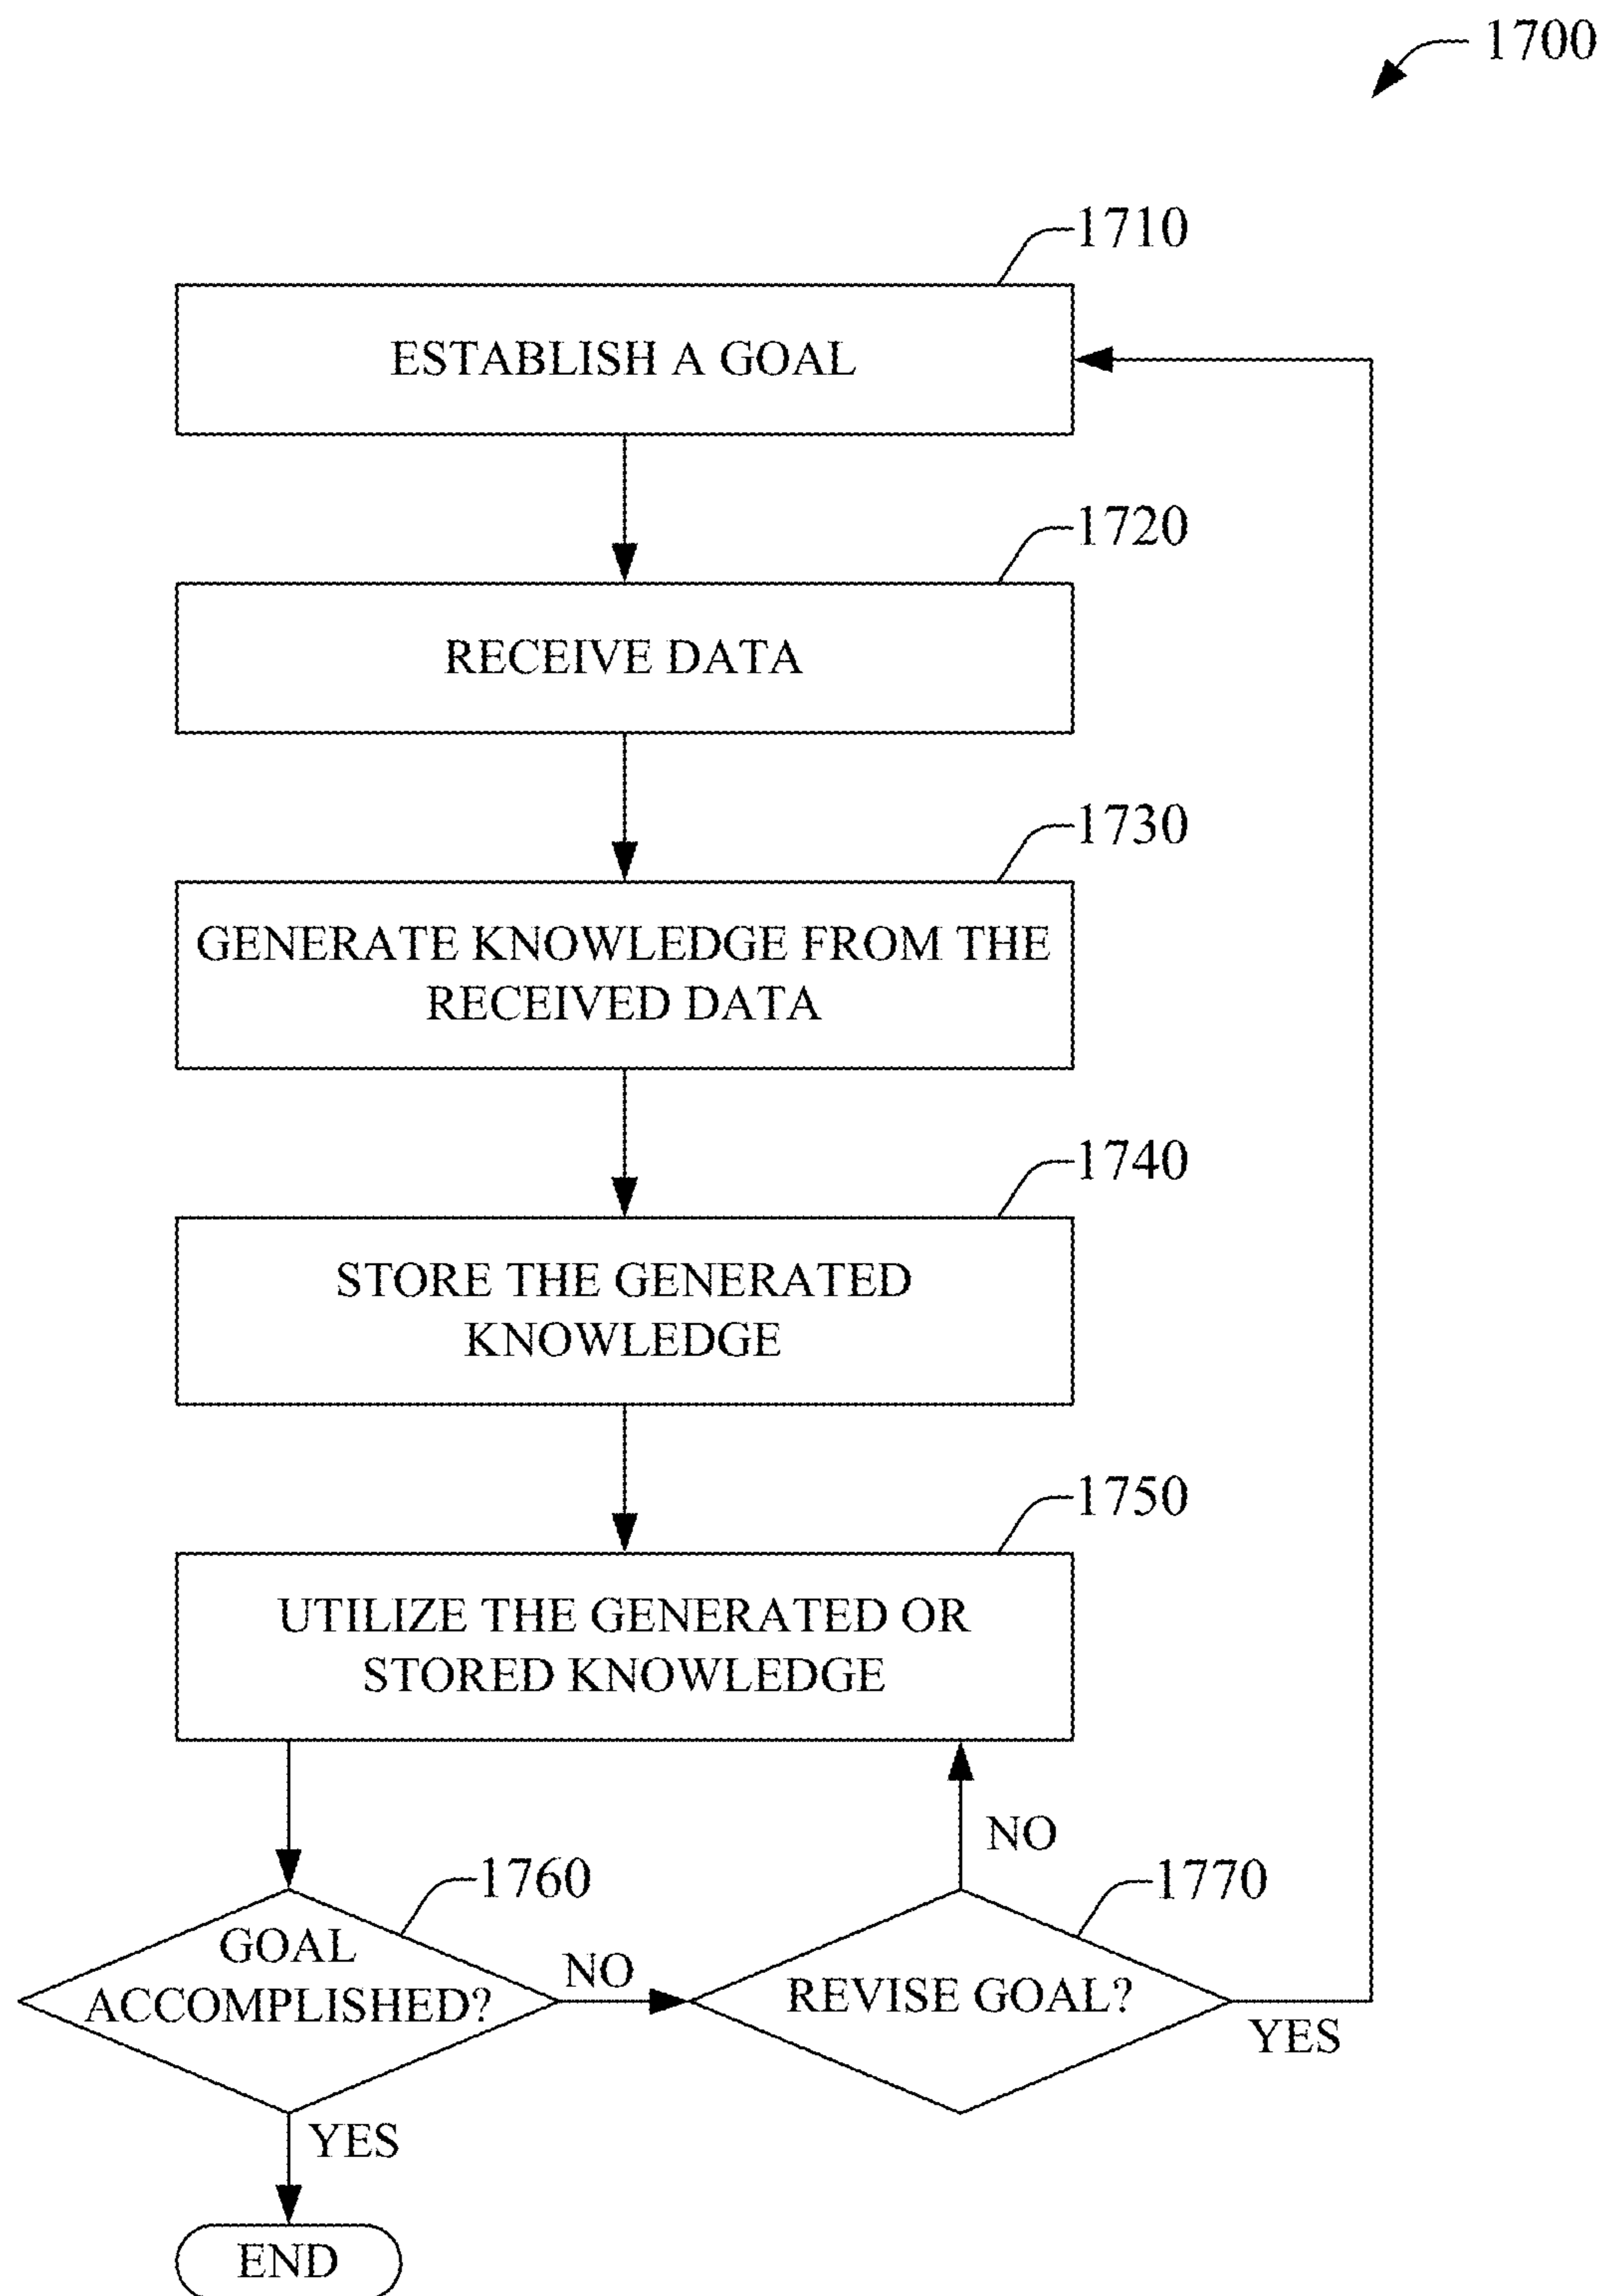 1700
1710
ESTABLISH A GOAL
1720
RECEIVE DATA
1730
GENERATE KNOWLEDGE FROM THE
RECEIVED DATA
1740
STORE THE GENERATED
KNOWLEDGE
1750
UTILIZE THE GENERATED OR
STORED KNOWLEDGE
NO
1760
1770
GOAL
ACCOMPLISHED?
NO
REVISE GOAL?
YES
YES
END